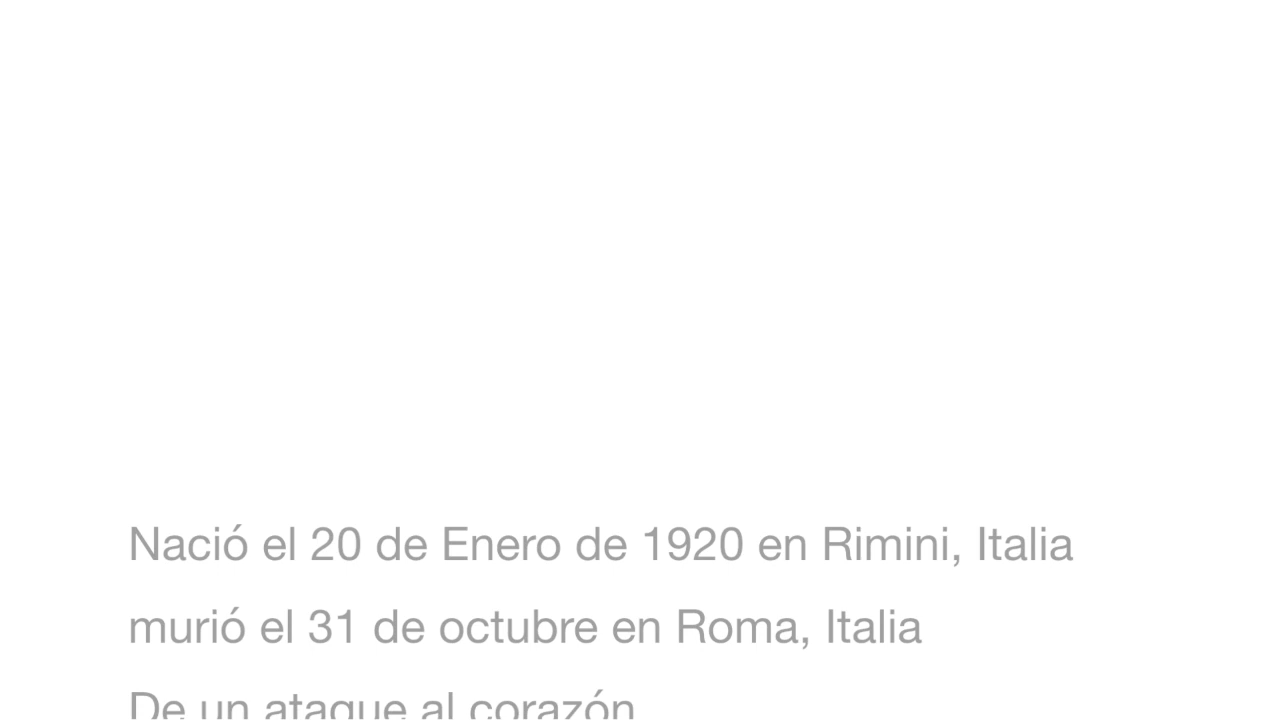 Nació el 20 de Enero de 1920 en Rimini, Italia
murió el 31 de octubre en Roma, Italia
De un ataque al corazón